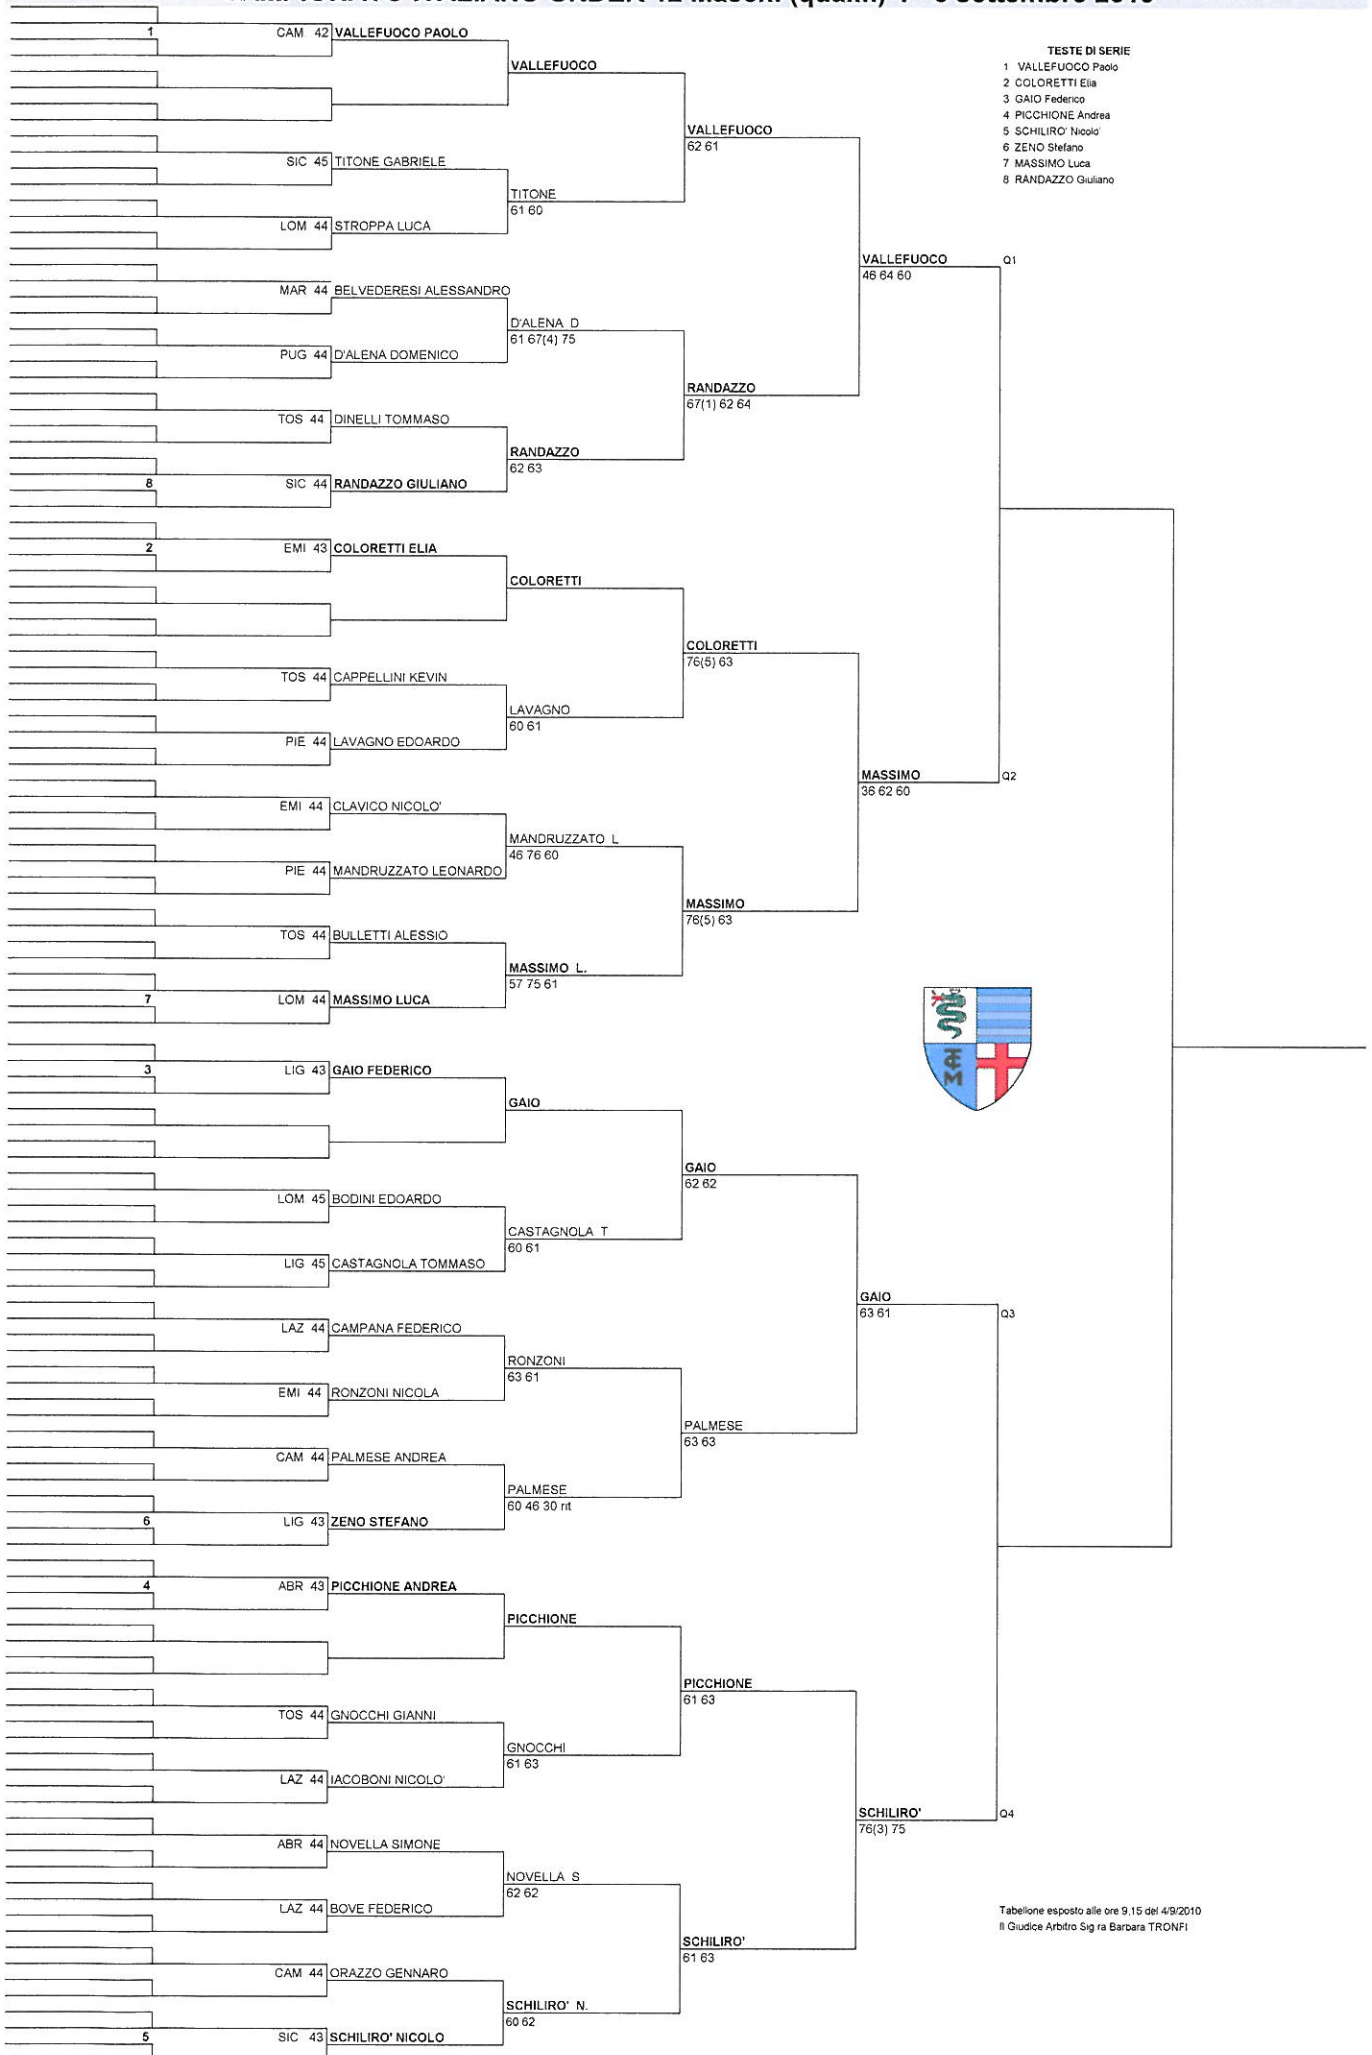 1 CAM 42 VALLEFUOCO PAOLO
VALLEFUOCO
VALLEFUOCO
62 61
SIC 45 TITONE GABRIELE
TITONE
61 60
LOM 44 STROPPA LUCA
VALLEFUOCO Q1
46 64 60
MAR 44 BELVEDERESI ALESSANDRO
D'ALENA D
61 67(4) 75
PUG 44 D'ALENA DOMENICO
RANDAZZO
67(1) 62 64
TOS 44 DINELLI TOMMASO
RANDAZZO
62 63
8 SIC 44 RANDAZZO GIULIANO
2 EMI 43 COLORETTI ELIA
COLORETTI
COLORETTI
76(5) 63
TOS 44 CAPPELLINI KEVIN
LAVAGNO
60 61
PIE 44 LAVAGNO EDOARDO
MASSIMO Q2
36 62 60
EMI 44 CLAVICO NICOLO'
MANDRUZZATO L
46 76 60
PIE 44 MANDRUZZATO LEONARDO
MASSIMO
76(5) 63
TOS 44 BULLETTI ALESSIO
MASSIMO L.
57 75 61
7 LOM 44 MASSIMO LUCA
3 LIG 43 GAIO FEDERICO
GAIO
GAIO
62 62
LOM 45 BODINI EDOARDO
CASTAGNOLA T
60 61
LIG 45 CASTAGNOLA TOMMASO
GAIO Q3
63 61
LAZ 44 CAMPANA FEDERICO
RONZONI
63 61
EMI 44 RONZONI NICOLA
PALMESE
63 63
CAM 44 PALMESE ANDREA
PALMESE
60 46 30 rit
6 LIG 43 ZENO STEFANO
4 ABR 43 PICCHIONE ANDREA
PICCHIONE
PICCHIONE
61 63
TOS 44 GNOCCHI GIANNI
GNOCCHI
61 63
LAZ 44 IACOBONI NICOLO'
SCHILIRO' Q4
76(3) 75
ABR 44 NOVELLA SIMONE
NOVELLA S
62 62
LAZ 44 BOVE FEDERICO
SCHILIRO'
61 63
CAM 44 ORAZZO GENNARO
SCHILIRO' N.
60 62
5 SIC 43 SCHILIRO' NICOLO
TESTE DI SERIE
1 VALLEFUOCO Paolo
2 COLORETTI Elia
3 GAIO Federico
4 PICCHIONE Andrea
5 SCHILIRO' Nicolo'
6 ZENO Stefano
7 MASSIMO Luca
8 RANDAZZO Giuliano
Tabellone esposto alle ore 9,15 del 4/9/2010
Il Giudice Arbitro Sig ra Barbara TRONFI